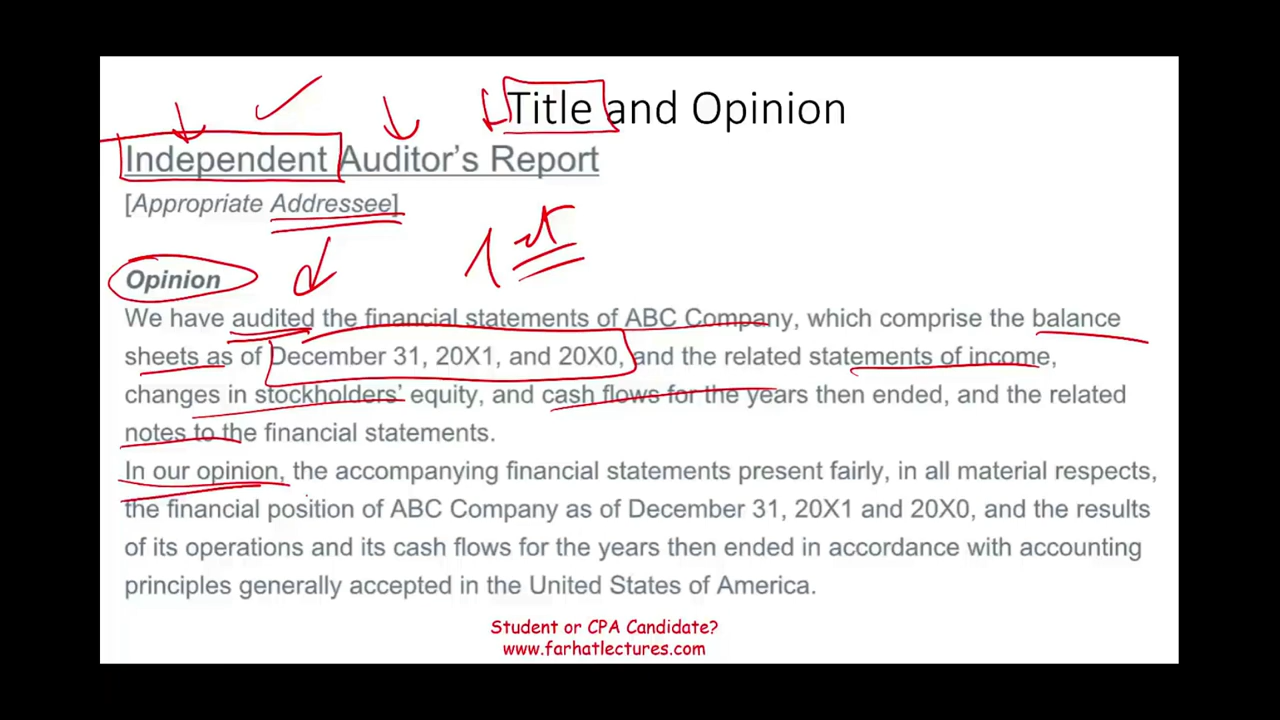 Title and Opinion
Independent Auditor's Report
[Appropriate Addressee]
1st
Opinion
We have audited the financial statements of ABC Company, which comprise the balance
sheets as of December 31, 20X1, and 20X0, and the related statements of income,
changes in stockholders' equity, and cash flows for the years then ended, and the related
notes to the financial statements.
In our opinion, the accompanying financial statements present fairly, in all material respects,
the financial position of ABC Company as of December 31, 20X1 and 20X0, and the results
of its operations and its cash flows for the years then ended in accordance with accounting
principles generally accepted in the United States of America.
Student or CPA Candidate?
www.farhatlectures.com